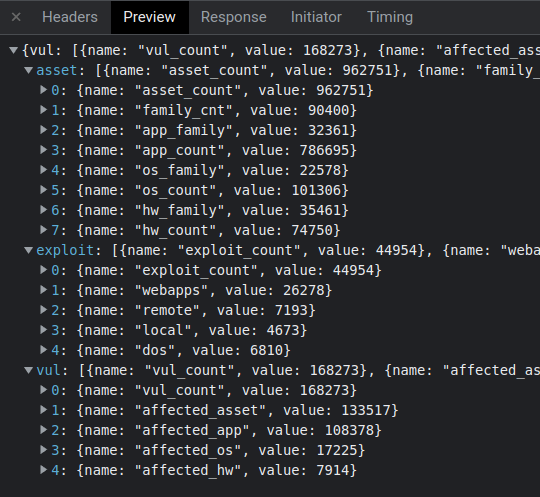 × Headers Preview Response Initiator Timing
▼{vul: [{name: "vul_count", value: 168273}, {name: "affected_ass
▼asset: [{name: "asset_count", value: 962751}, {name: "family_
▶0: {name: "asset_count", value: 962751}
▶1: {name: "family_cnt", value: 90400}
▶2: {name: "app_family", value: 32361}
▶3: {name: "app_count", value: 786695}
▶4: {name: "os_family", value: 22578}
▶5: {name: "os_count", value: 101306}
▶6: {name: "hw_family", value: 35461}
▶7: {name: "hw_count", value: 74750}
▼exploit: [{name: "exploit_count", value: 44954}, {name: "weba
▶0: {name: "exploit_count", value: 44954}
▶1: {name: "webapps", value: 26278}
▶2: {name: "remote", value: 7193}
▶3: {name: "local", value: 4673}
▶4: {name: "dos", value: 6810}
▼vul: [{name: "vul_count", value: 168273}, {name: "affected_as
▶0: {name: "vul_count", value: 168273}
▶1: {name: "affected_asset", value: 133517}
▶2: {name: "affected_app", value: 108378}
▶3: {name: "affected_os", value: 17225}
▶4: {name: "affected_hw", value: 7914}